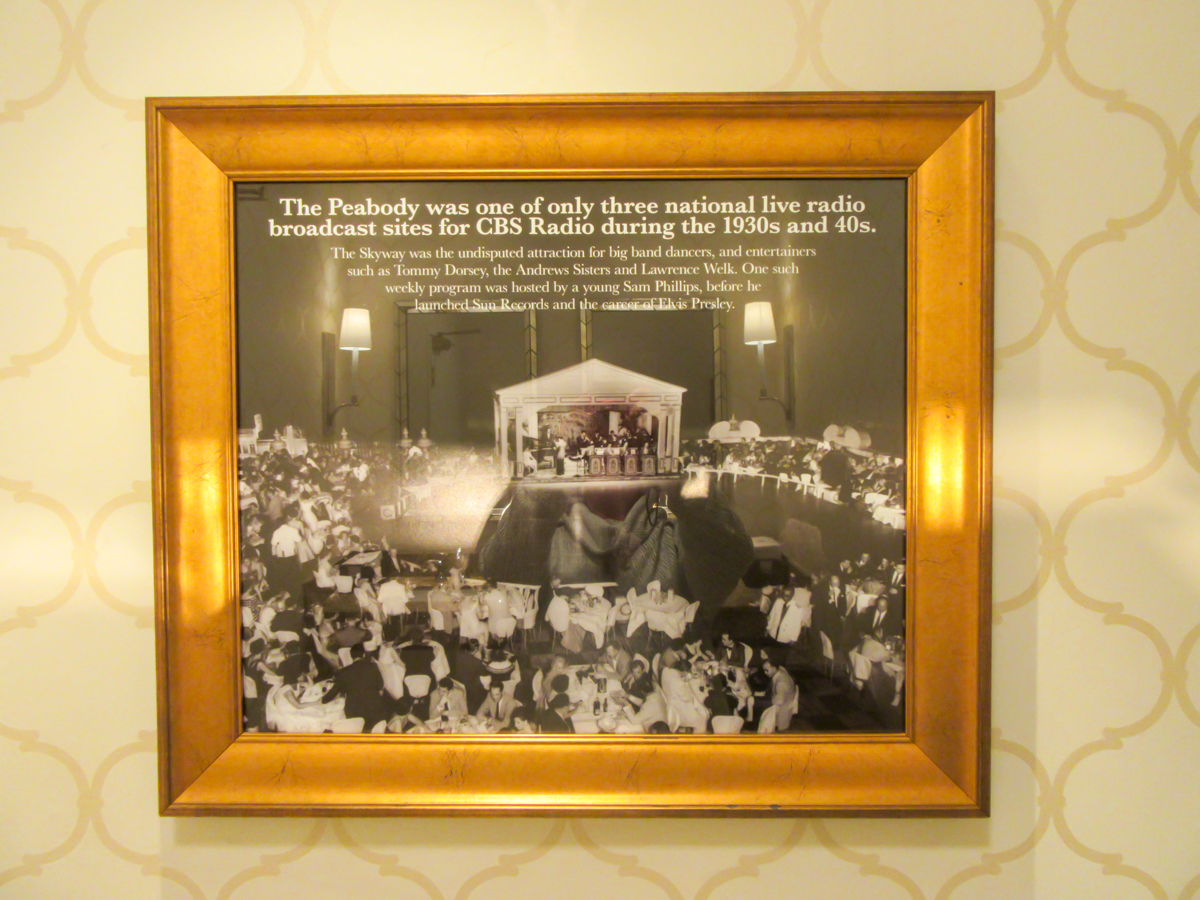 The Peabody was one of only three national live radio
broadcast sites for CBS Radio during the 1930s and 40s.
The Skyway was the undisputed attraction for big band dancers, and entertainers
such as Tommy Dorsey, the Andrews Sisters and Lawrence Welk. One such
weekly program was hosted by a young Sam Phillips, before he
launched Sun Records and the career of Elvis Presley.